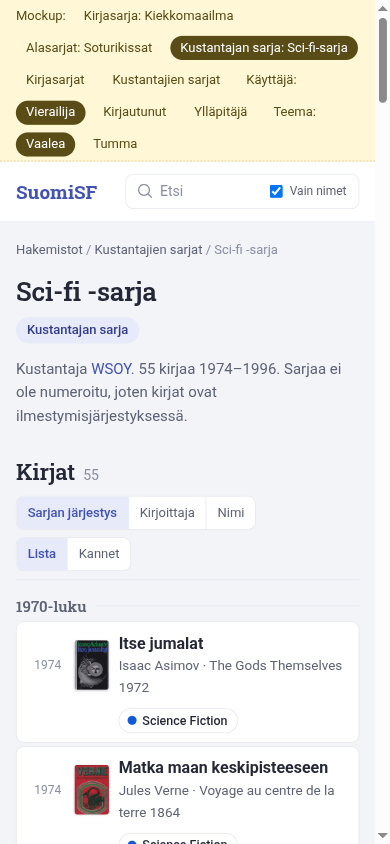 Mockup: Kirjasarja: Kiekkomaailma
Alasarjat: Soturikissat Kustantajan sarja: Sci-fi-sarja
Kirjasarjat Kustantajien sarjat Käyttäjä:
Vierailija Kirjautunut Ylläpitäjä Teema:
Vaalea Tumma
SuomiSF Etsi Vain nimet
Hakemistot / Kustantajien sarjat / Sci-fi -sarja
Sci-fi -sarja
Kustantajan sarja
Kustantaja WSOY. 55 kirjaa 1974–1996. Sarjaa ei
ole numeroitu, joten kirjat ovat
ilmestymisjärjestyksessä.
Kirjat 55
Sarjan järjestys Kirjoittaja Nimi
Lista Kannet
1970-luku
Itse jumalat
1974 Isaac Asimov · The Gods Themselves
1972
Science Fiction
Matka maan keskipisteeseen
1974 Jules Verne · Voyage au centre de la
terre 1864
Science Fiction